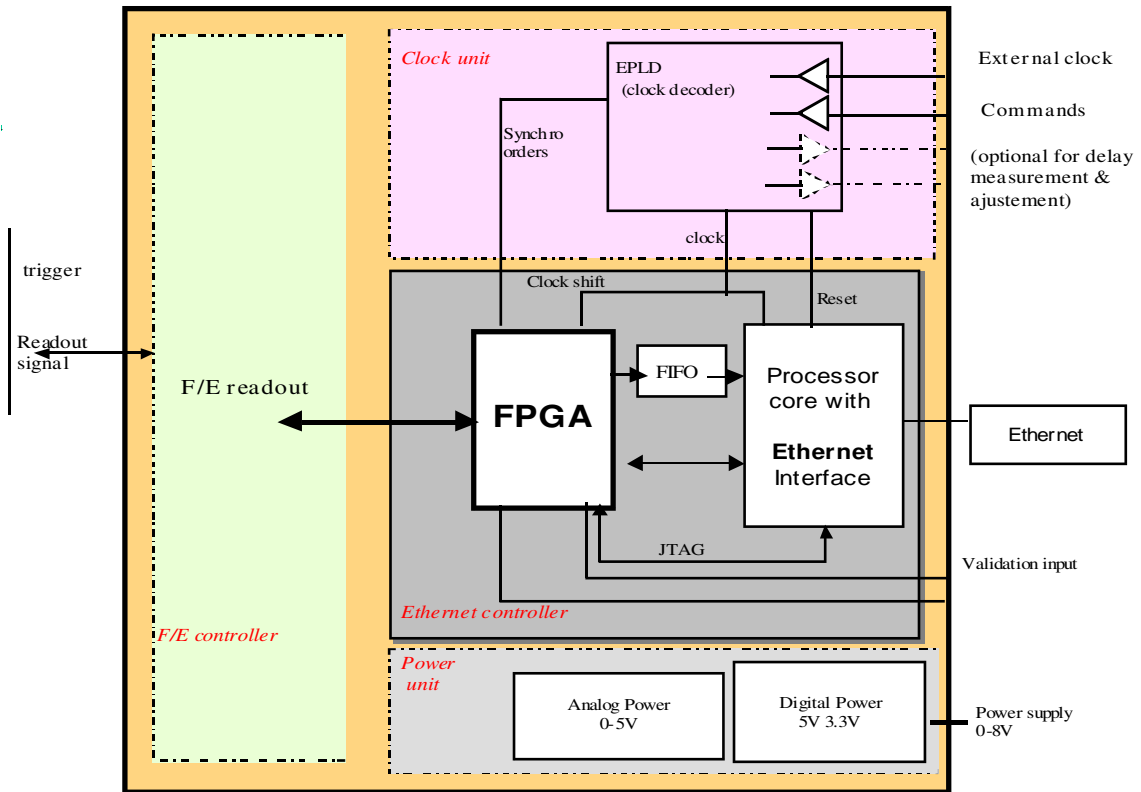 Clock unit
EPLD
(clock decoder)
External clock
Commands
(optional for delay
measurement &
ajustement)
Synchro
orders
clock
Reset
Clock shift
trigger
Readout
signal
F/E readout
FPGA
FIFO
Processor
core with
Ethernet
Interface
Ethernet
JTAG
Validation input
Ethernet controller
F/E controller
Power
unit
Analog Power
0-5V
Digital Power
5V 3.3V
Power supply
0-8V